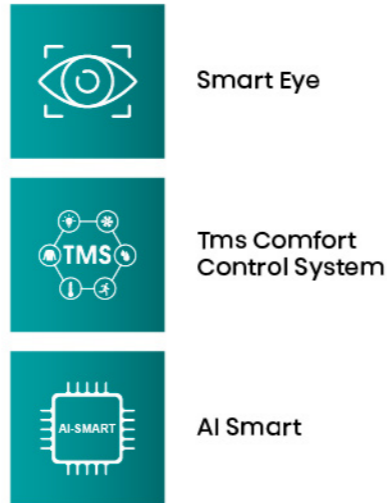 Smart Eye
TMS
Tms Comfort
Control System
AI-SMART
AI Smart